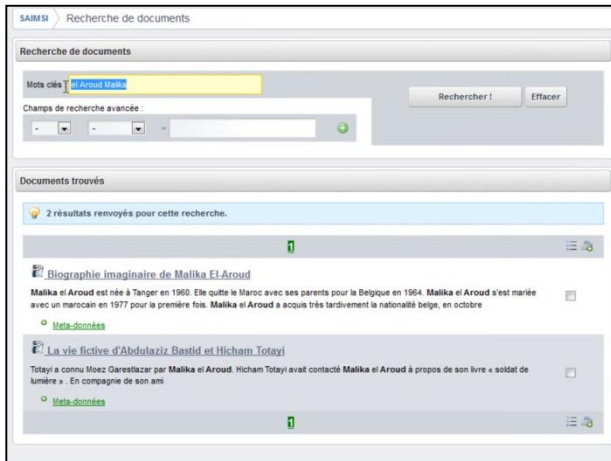 SAIMSI Recherche de documents
Recherche de documents
Mots clés : el Aroud Malika
Rechercher ! Effacer
Champs de recherche avancée :
- - =
Documents trouvés
2 résultats renvoyés pour cette recherche.
1
Biographie imaginaire de Malika El-Aroud
Malika el Aroud est née à Tanger en 1960. Elle quitte le Maroc avec ses parents pour la Belgique en 1964. Malika el Aroud s'est mariée
avec un marocain en 1977 pour la première fois. Malika el Aroud a acquis très tardivement la nationalité belge, en octobre
Meta-données
La vie fictive d'Abdulaziz Bastid et Hicham Totayi
Totayi a connu Moez Garestlazar par Malika el Aroud. Hicham Totayi avait contacté Malika el Aroud à propos de son livre « soldat de
lumière » . En compagnie de son ami
Meta-données
1